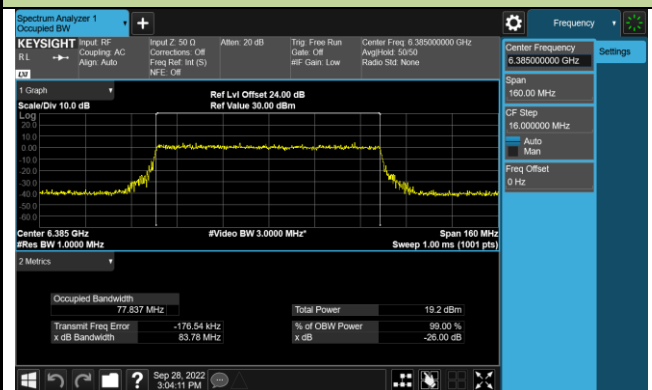 Spectrum Analyzer 1
Occupied BW
+
Frequency
KEYSIGHT
RL
LXI
Input: RF
Coupling: AC
Align: Auto
Input Z: 50 Ω
Corrections: Off
Freq Ref: Int (S)
NFE: Off
Atten: 20 dB
Trig: Free Run
Gate: Off
#IF Gain: Low
Center Freq: 6.385000000 GHz
Avg|Hold: 50/50
Radio Std: None
Center Frequency
6.385000000 GHz
Settings
Span
160.00 MHz
CF Step
16.000000 MHz
Auto
Man
Freq Offset
0 Hz
1 Graph
Scale/Div 10.0 dB
Ref Lvl Offset 24.00 dB
Ref Value 30.00 dBm
Log
20.0
10.0
0.00
-10.0
-20.0
-30.0
-40.0
-50.0
-60.0
Center 6.385 GHz
#Video BW 3.0000 MHz*
Span 160 MHz
#Res BW 1.0000 MHz
Sweep 1.00 ms (1001 pts)
2 Metrics
Occupied Bandwidth
77.837 MHz
Total Power 19.2 dBm
Transmit Freq Error -176.54 kHz
% of OBW Power 99.00 %
x dB Bandwidth 83.78 MHz
x dB -26.00 dB
?
Sep 28, 2022
3:04:11 PM